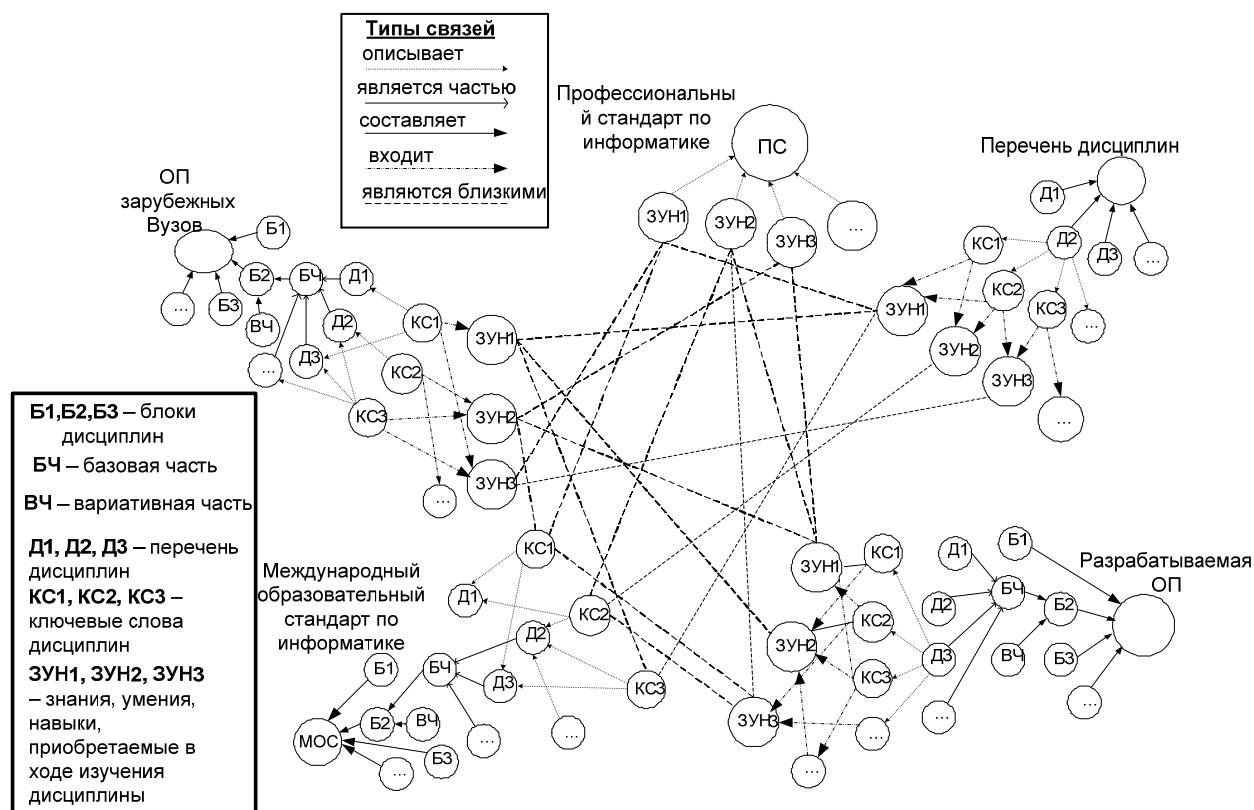 Типы связей
описывает
является частью
составляет
входит
являются близкими
Профессиональны
й стандарт по
информатике
ПС
ЗУН1
ЗУН2
ЗУН3
...
Перечень дисциплин
Д1
Д2
Д3
...
КС1
КС2
КС3
...
ЗУН1
ЗУН2
ЗУН3
...
ОП
зарубежных
Вузов
Б1
Б2
Б3
...
БЧ
ВЧ
Д1
Д2
Д3
...
КС1
КС2
КС3
ЗУН1
ЗУН2
ЗУН3
...
Б1,Б2,Б3 – блоки
дисциплин
БЧ – базовая часть
ВЧ – вариативная часть
Д1, Д2, Д3 – перечень
дисциплин
КС1, КС2, КС3 –
ключевые слова
дисциплин
ЗУН1, ЗУН2, ЗУН3
– знания, умения,
навыки,
приобретаемые в
ходе изучения
дисциплины
Международный
образовательный
стандарт по
информатике
КС1
КС2
КС3
...
Д1
Д2
Д3
...
БЧ
ВЧ
Б1
Б2
Б3
...
МОС
Разрабатываемая
ОП
Б1
Б2
Б3
...
БЧ
ВЧ
Д1
Д2
Д3
...
КС1
КС2
КС3
...
ЗУН1
ЗУН2
ЗУН3
...